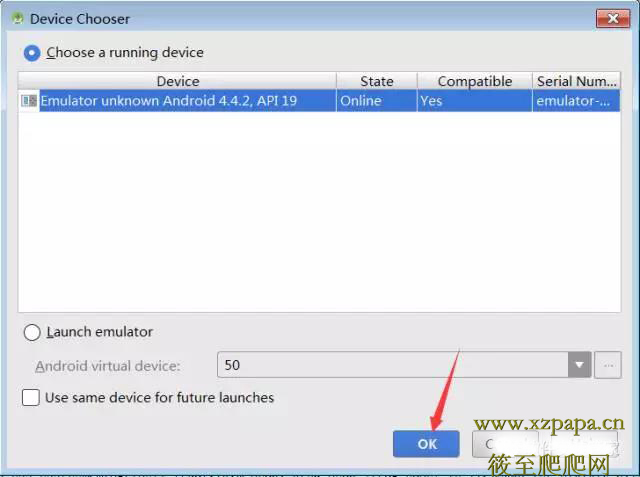 Device Chooser
Choose a running device
Device State Compatible Serial Num...
Emulator unknown Android 4.4.2, API 19 Online Yes emulator-...
Launch emulator
Android virtual device: 50 ...
Use same device for future launches
OK
www.xzpapa.cn
筱至爬爬网